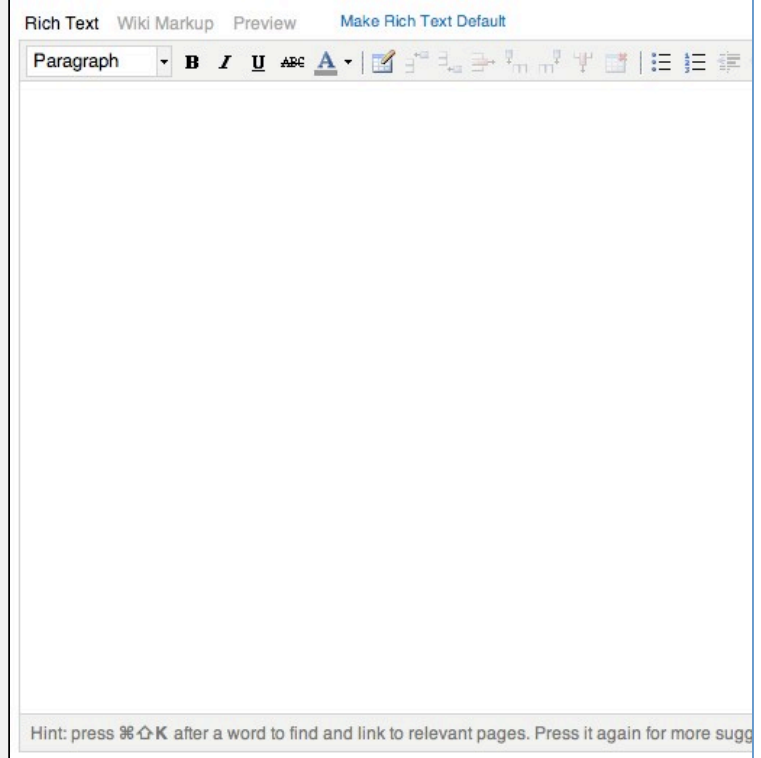 Rich Text Wiki Markup Preview Make Rich Text Default
Paragraph B I U ABC A
Hint: press ⌘⇧K after a word to find and link to relevant pages. Press it again for more sugg